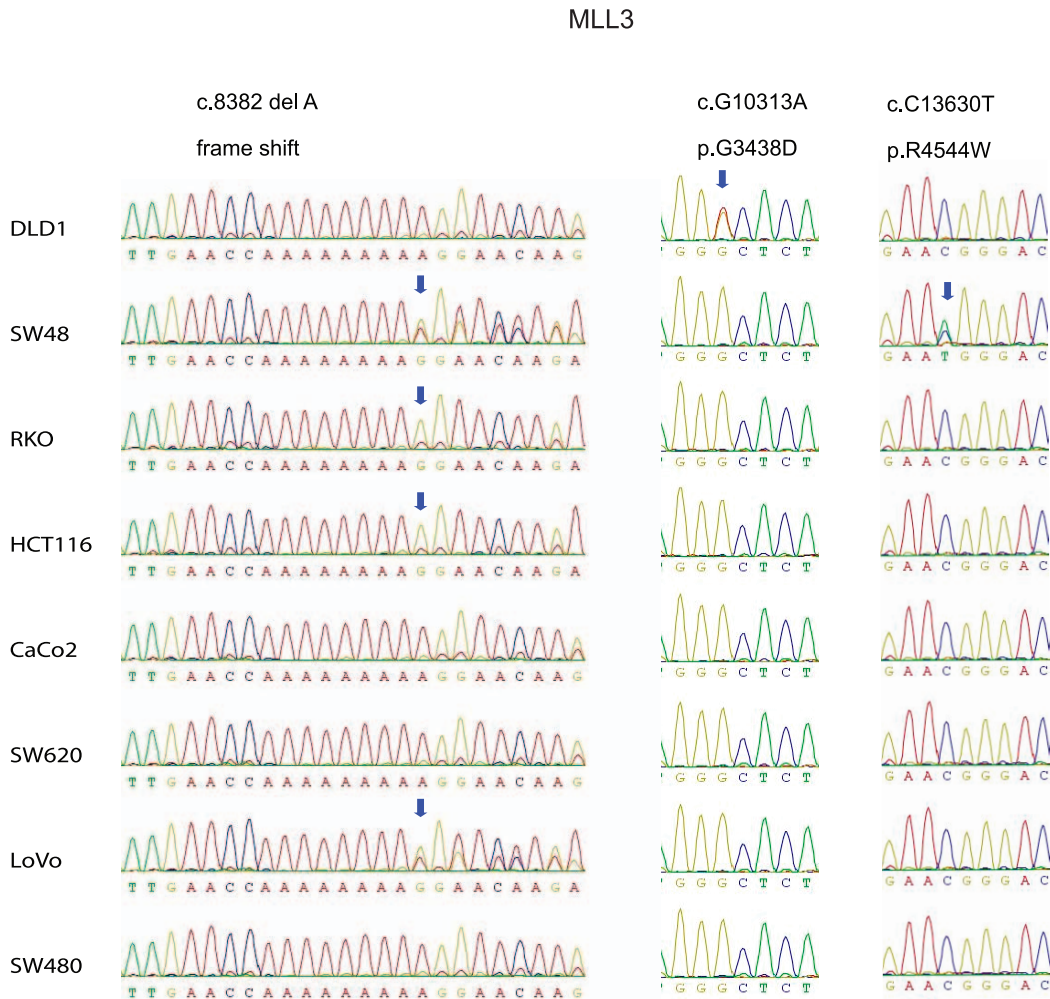 MLL3
c.8382 del A c.G10313A c.C13630T
frame shift p.G3438D p.R4544W
DLD1
T T G A A C C A A A A A A A A A G G A A C A A G G G G C T C T G A A C G G G A C
SW48
T T G A A C C A A A A A A A A G G A A C A A G A G G G C T C T G A A T G G G A C
RKO
T T G A A C C A A A A A A A A G G A A C A A G A G G G C T C T G A A C G G G A C
HCT116
T T G A A C C A A A A A A A A G G A A C A A G A G G G C T C T G A A C G G G A C
CaCo2
T T G A A C C A A A A A A A A A G G A A C A A G G G G C T C T G A A C G G G A C
SW620
T T G A A C C A A A A A A A A A G G A A C A A G G G G C T C T G A A C G G G A C
LoVo
T T G A A C C A A A A A A A A G G A A C A A G A G G G C T C T G A A C G G G A C
SW480
T T G A A C C A A A A A A A A A G G A A C A A G G G G C T C T G A A C G G G A C